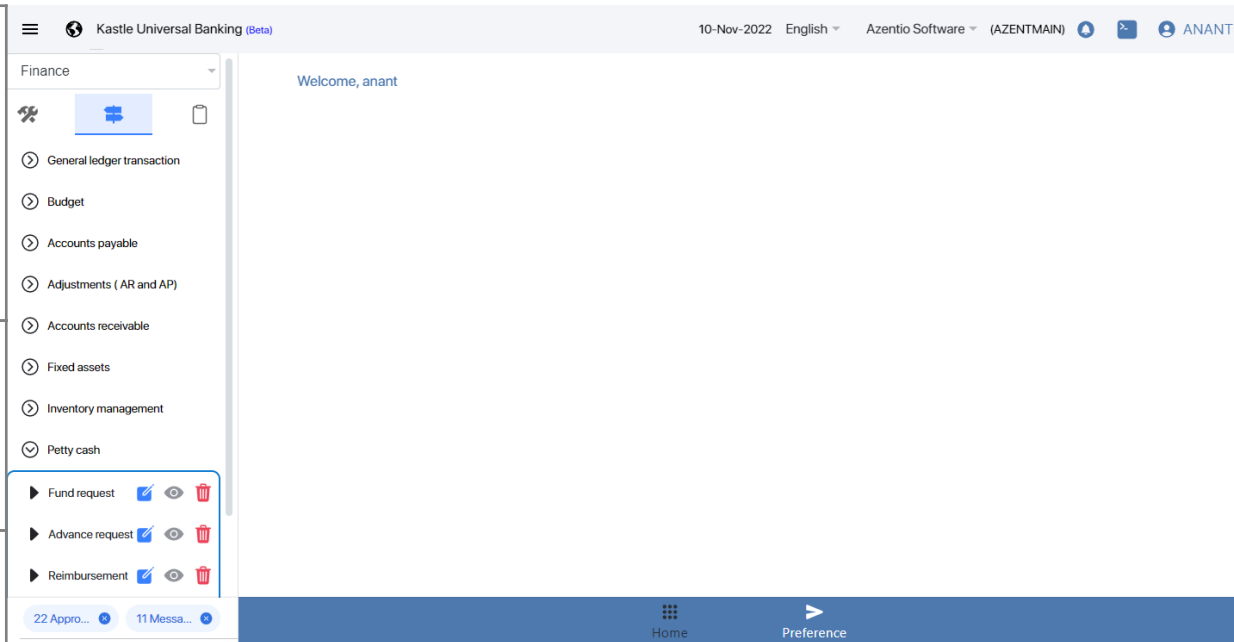 Kastle Universal Banking (Beta) 10-Nov-2022 English Azentio Software (AZENTMAIN) ANANT
Finance
Welcome, anant
General ledger transaction
Budget
Accounts payable
Adjustments ( AR and AP)
Accounts receivable
Fixed assets
Inventory management
Petty cash
Fund request
Advance request
Reimbursement
22 Appro... 11 Messa...
Home Preference